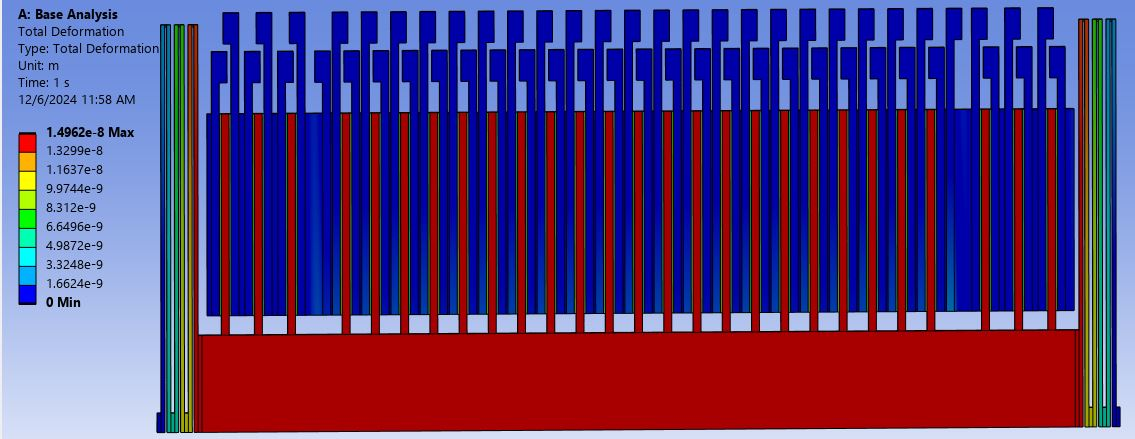 A: Base Analysis
Total Deformation
Type: Total Deformation
Unit: m
Time: 1 s
12/6/2024 11:58 AM
1.4962e-8 Max
1.3299e-8
1.1637e-8
9.9744e-9
8.312e-9
6.6496e-9
4.9872e-9
3.3248e-9
1.6624e-9
0 Min